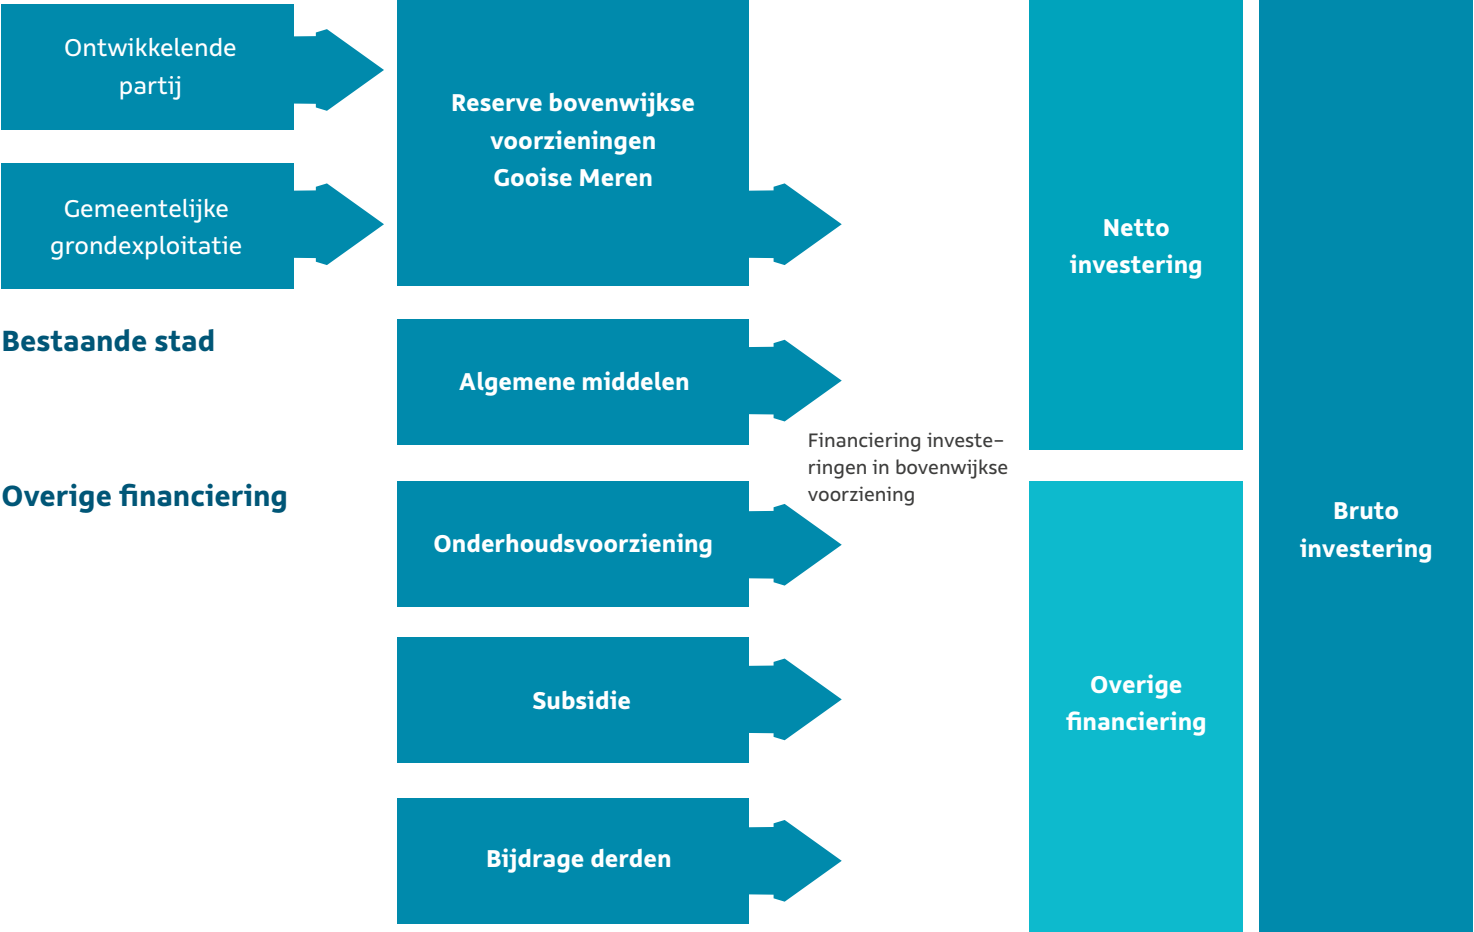 Ontwikkelende
partij
Gemeentelijke
grondexploitatie
Reserve bovenwijkse
voorzieningen
Gooise Meren
Bestaande stad
Algemene middelen
Overige financiering
Onderhoudsvoorziening
Subsidie
Bijdrage derden
Financiering investe-
ringen in bovenwijkse
voorziening
Netto
investering
Overige
financiering
Bruto
investering